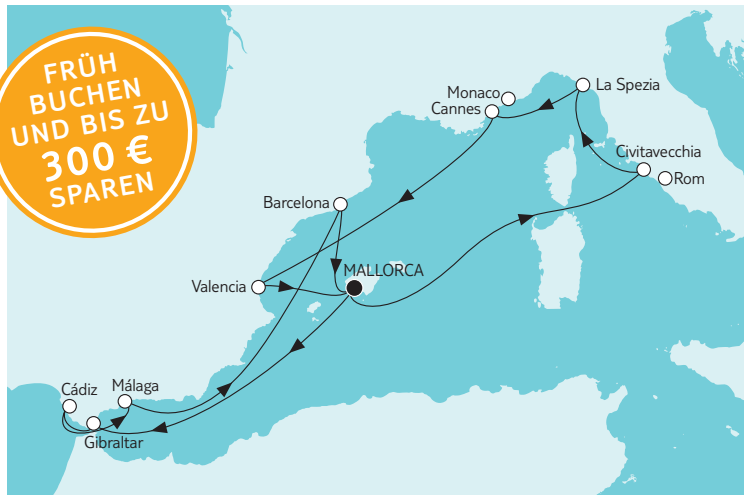 FRÜH
BUCHEN
UND BIS ZU
300 €
SPAREN
Monaco
Cannes
La Spezia
Civitavecchia
Rom
Barcelona
MALLORCA
Valencia
Cádiz
Málaga
Gibraltar